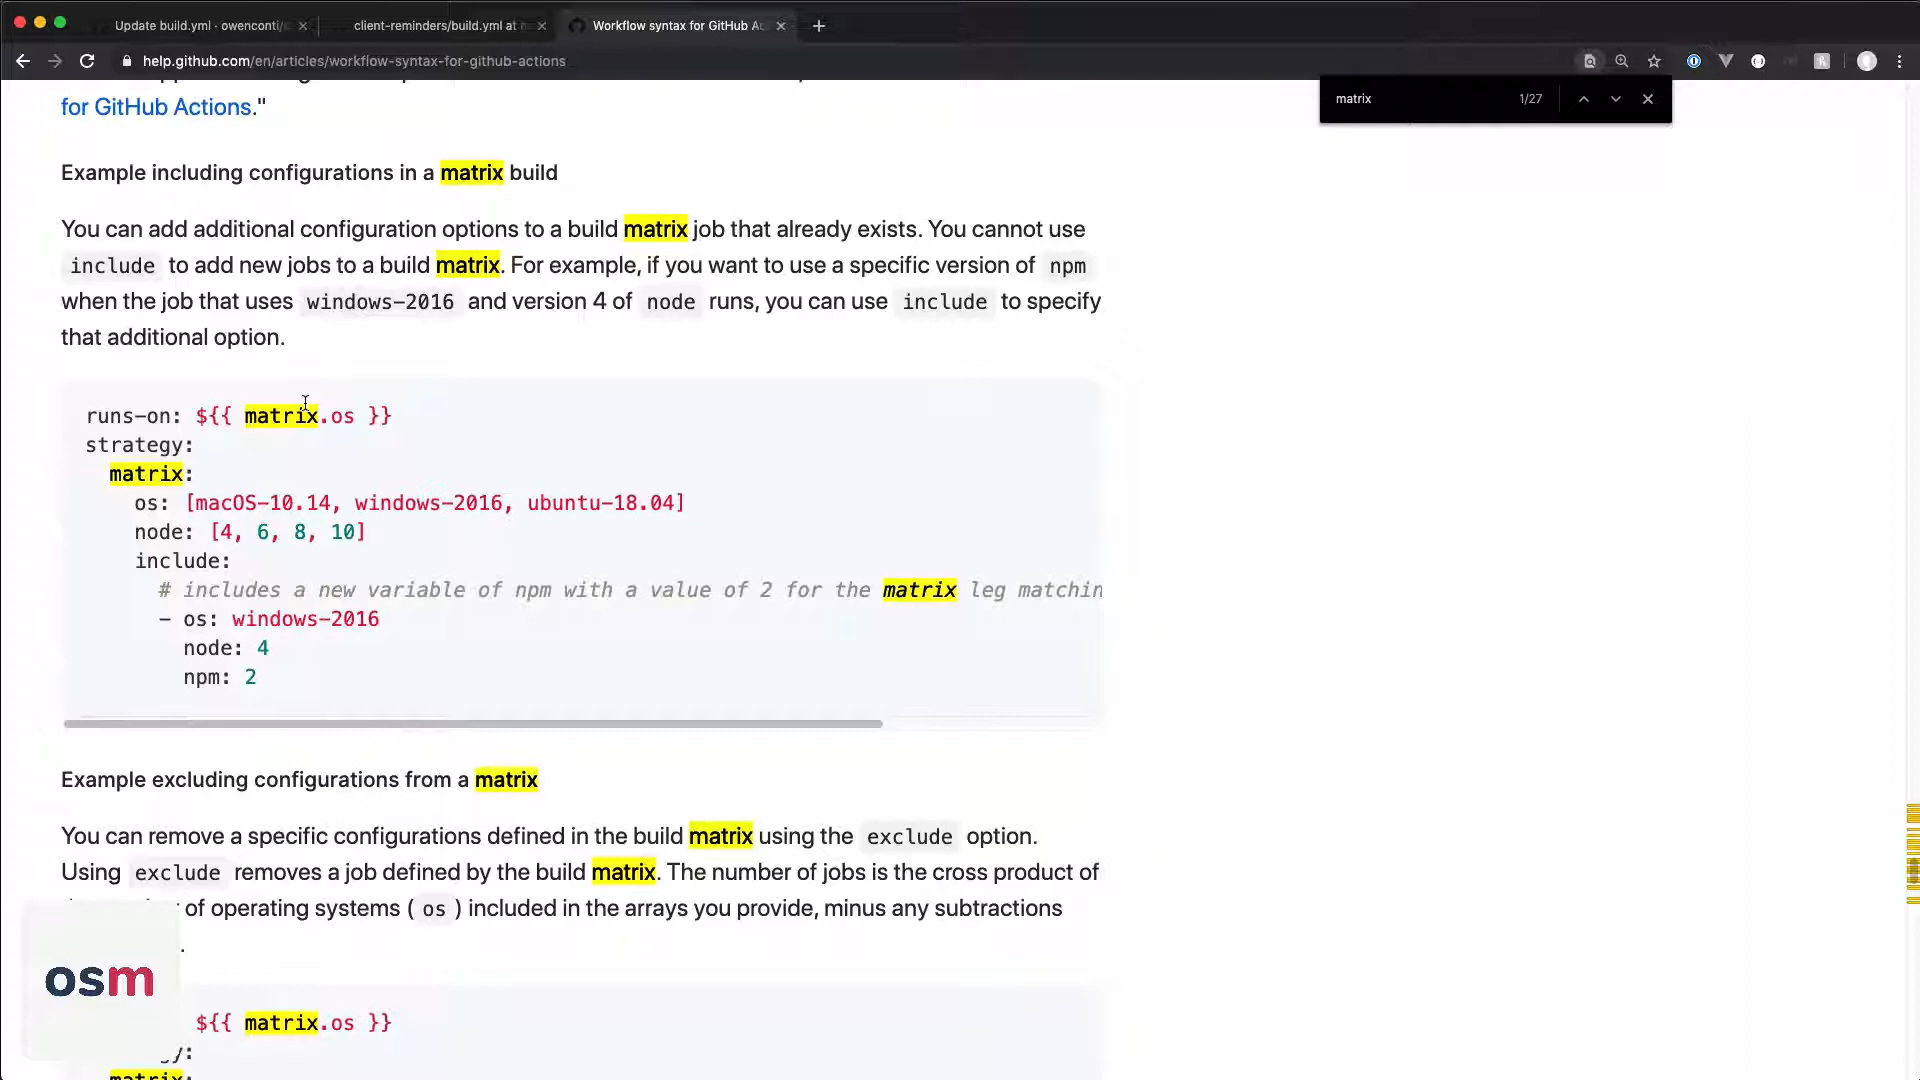 Update build.yml · owenconti/
client-reminders/build.yml at
Workflow syntax for GitHub Ac
help.github.com/en/articles/workflow-syntax-for-github-actions
matrix
1/27
for GitHub Actions."
Example including configurations in a matrix build
You can add additional configuration options to a build matrix job that already exists. You cannot use
include to add new jobs to a build matrix. For example, if you want to use a specific version of npm
when the job that uses windows-2016 and version 4 of node runs, you can use include to specify
that additional option.
runs-on: ${{ matrix.os }}
strategy:
matrix:
os: [macOS-10.14, windows-2016, ubuntu-18.04]
node: [4, 6, 8, 10]
include:
# includes a new variable of npm with a value of 2 for the matrix leg matchin
- os: windows-2016
node: 4
npm: 2
Example excluding configurations from a matrix
You can remove a specific configurations defined in the build matrix using the exclude option.
Using exclude removes a job defined by the build matrix. The number of jobs is the cross product of
of operating systems ( os ) included in the arrays you provide, minus any subtractions
.
osm
${{ matrix.os }}
gy:
matrix: